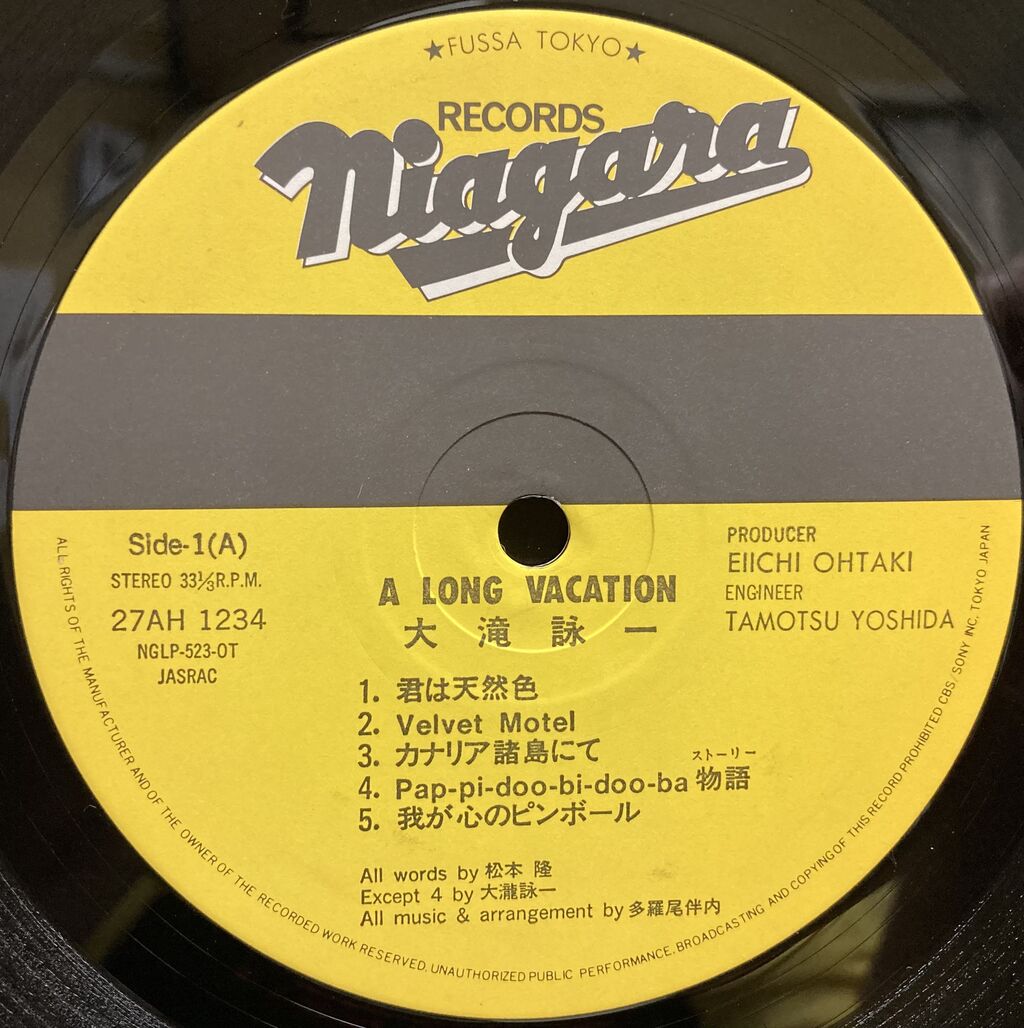 ★FUSSA TOKYO★
RECORDS
Niagara
Side-1(A)
STEREO 33⅓R.P.M.
27AH 1234
NGLP-523-OT
JASRAC
PRODUCER
EIICHI OHTAKI
ENGINEER
TAMOTSU YOSHIDA
A LONG VACATION
大滝詠一
1. 君は天然色
2. Velvet Motel
3. カナリア諸島にて
ストーリー
4. Pap-pi-doo-bi-doo-ba 物語
5. 我が心のピンボール
All words by 松本 隆
Except 4 by 大瀧詠一
All music & arrangement by 多羅尾伴内
ALL RIGHTS OF THE MANUFACTURER AND OF THE OWNER OF THE RECORDED WORK RESERVED. UNAUTHORIZED PUBLIC PERFORMANCE. BROADCASTING AND COPYING OF THIS RECORD PROHIBITED CBS/SONY INC. TOKYO JAPAN